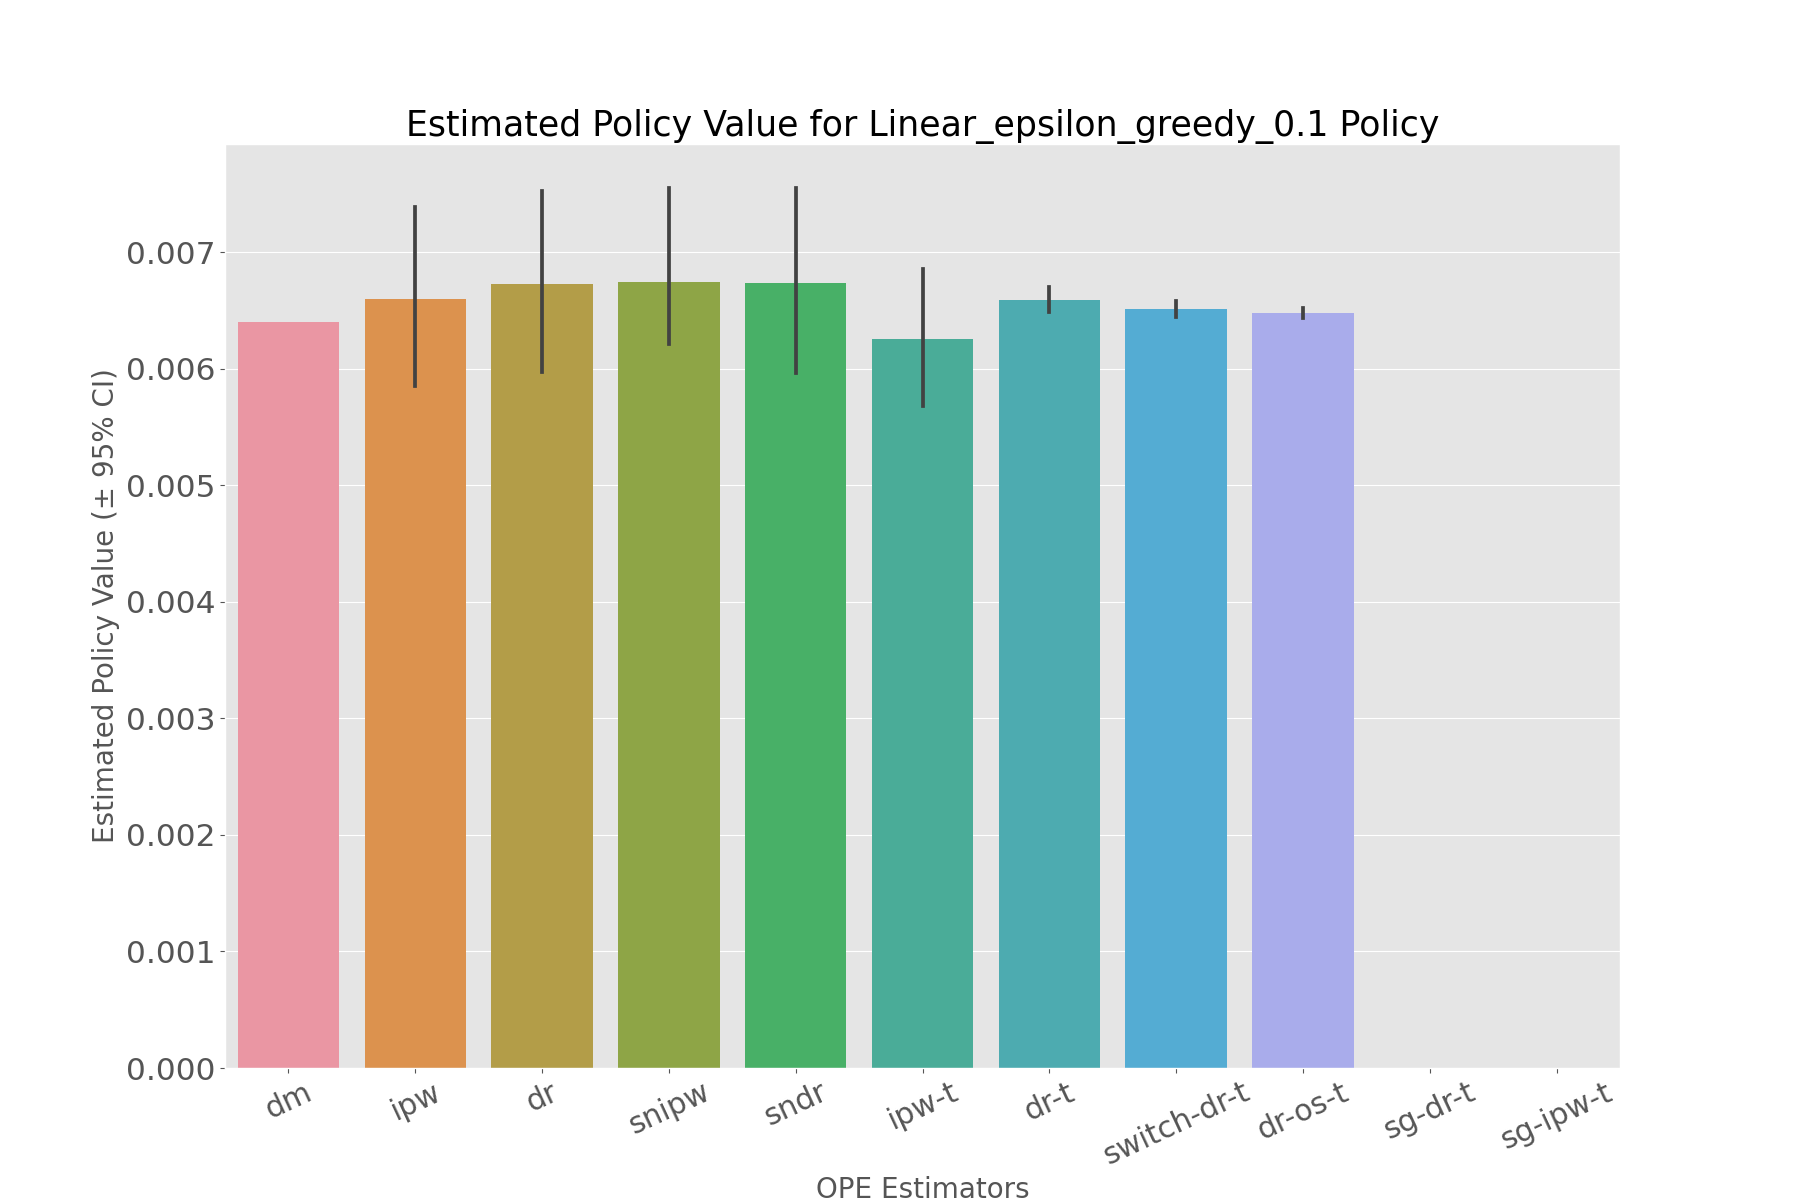 Estimated Policy Value for Linear_epsilon_greedy_0.1 Policy
Estimated Policy Value (± 95% CI)
0.007
0.006
0.005
0.004
0.003
0.002
0.001
0.000
dm
ipw
dr
snipw
sndr
ipw-t
dr-t
switch-dr-t
dr-os-t
sg-dr-t
sg-ipw-t
OPE Estimators